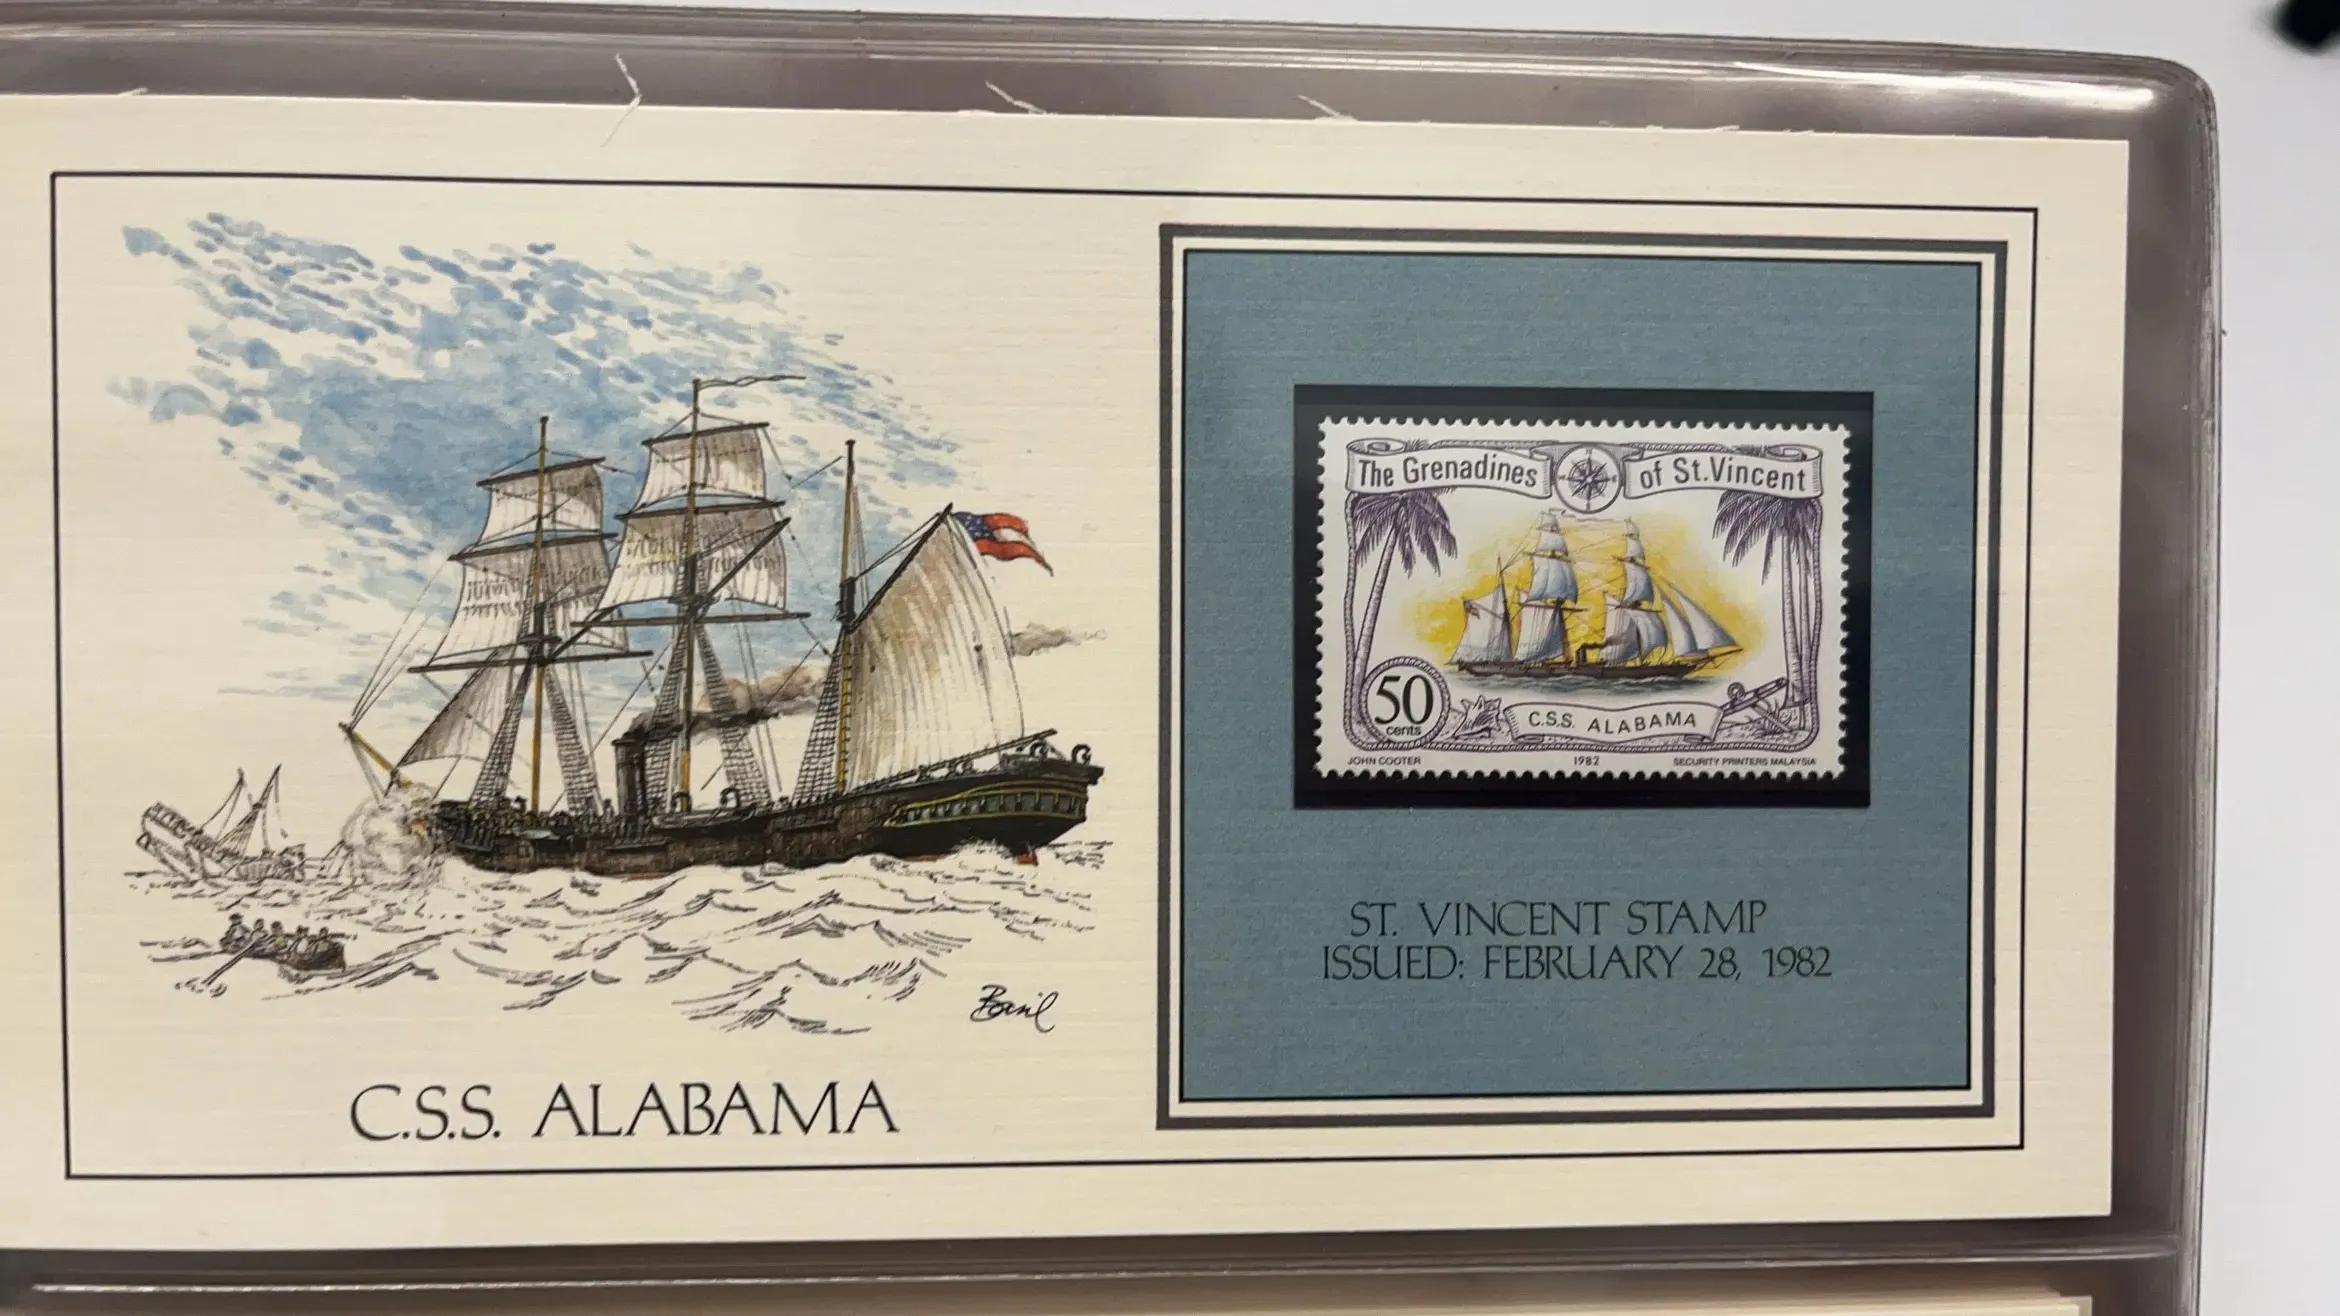 Basil
C.S.S. ALABAMA
The Grenadines of St.Vincent
50
cents
C.S.S. ALABAMA
JOHN COOTER 1982 SECURITY PRINTERS MALAYSIA
ST. VINCENT STAMP
ISSUED: FEBRUARY 28, 1982